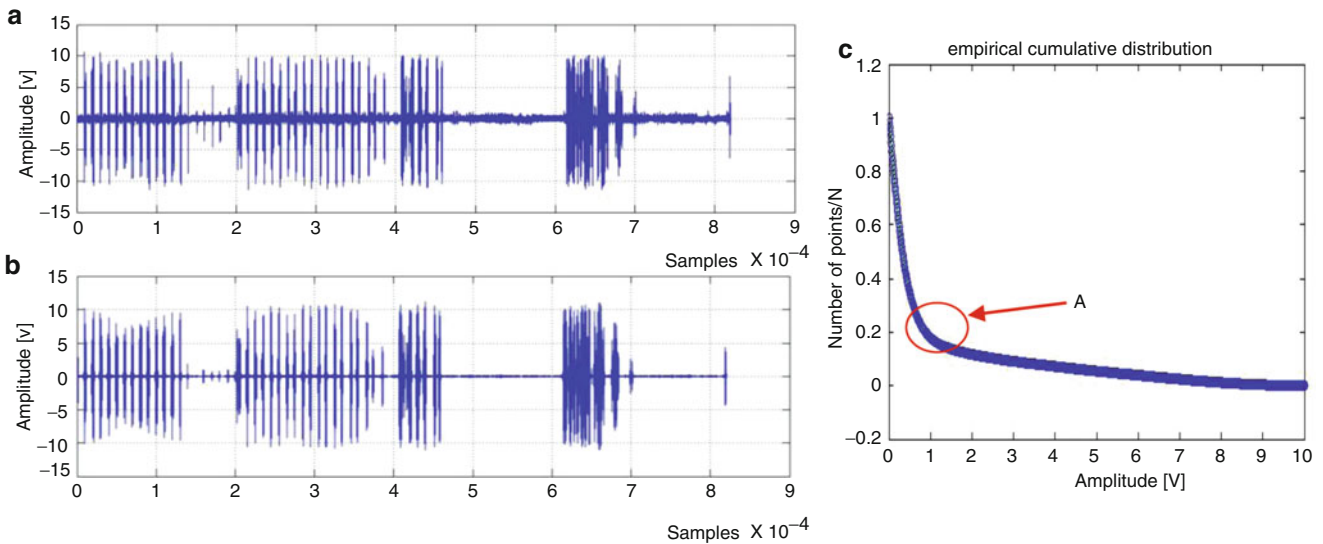 a
15
10
5
0
−5
−10
−15
Amplitude [v]
0 1 2 3 4 5 6 7 8 9
Samples X 10−4
b
15
10
5
0
−5
−10
−15
Amplitude [v]
0 1 2 3 4 5 6 7 8 9
Samples X 10−4
c
empirical cumulative distribution
1.2
1
0.8
0.6
0.4
0.2
0
−0.2
Number of points/N
A
0 1 2 3 4 5 6 7 8 9 10
Amplitude [V]